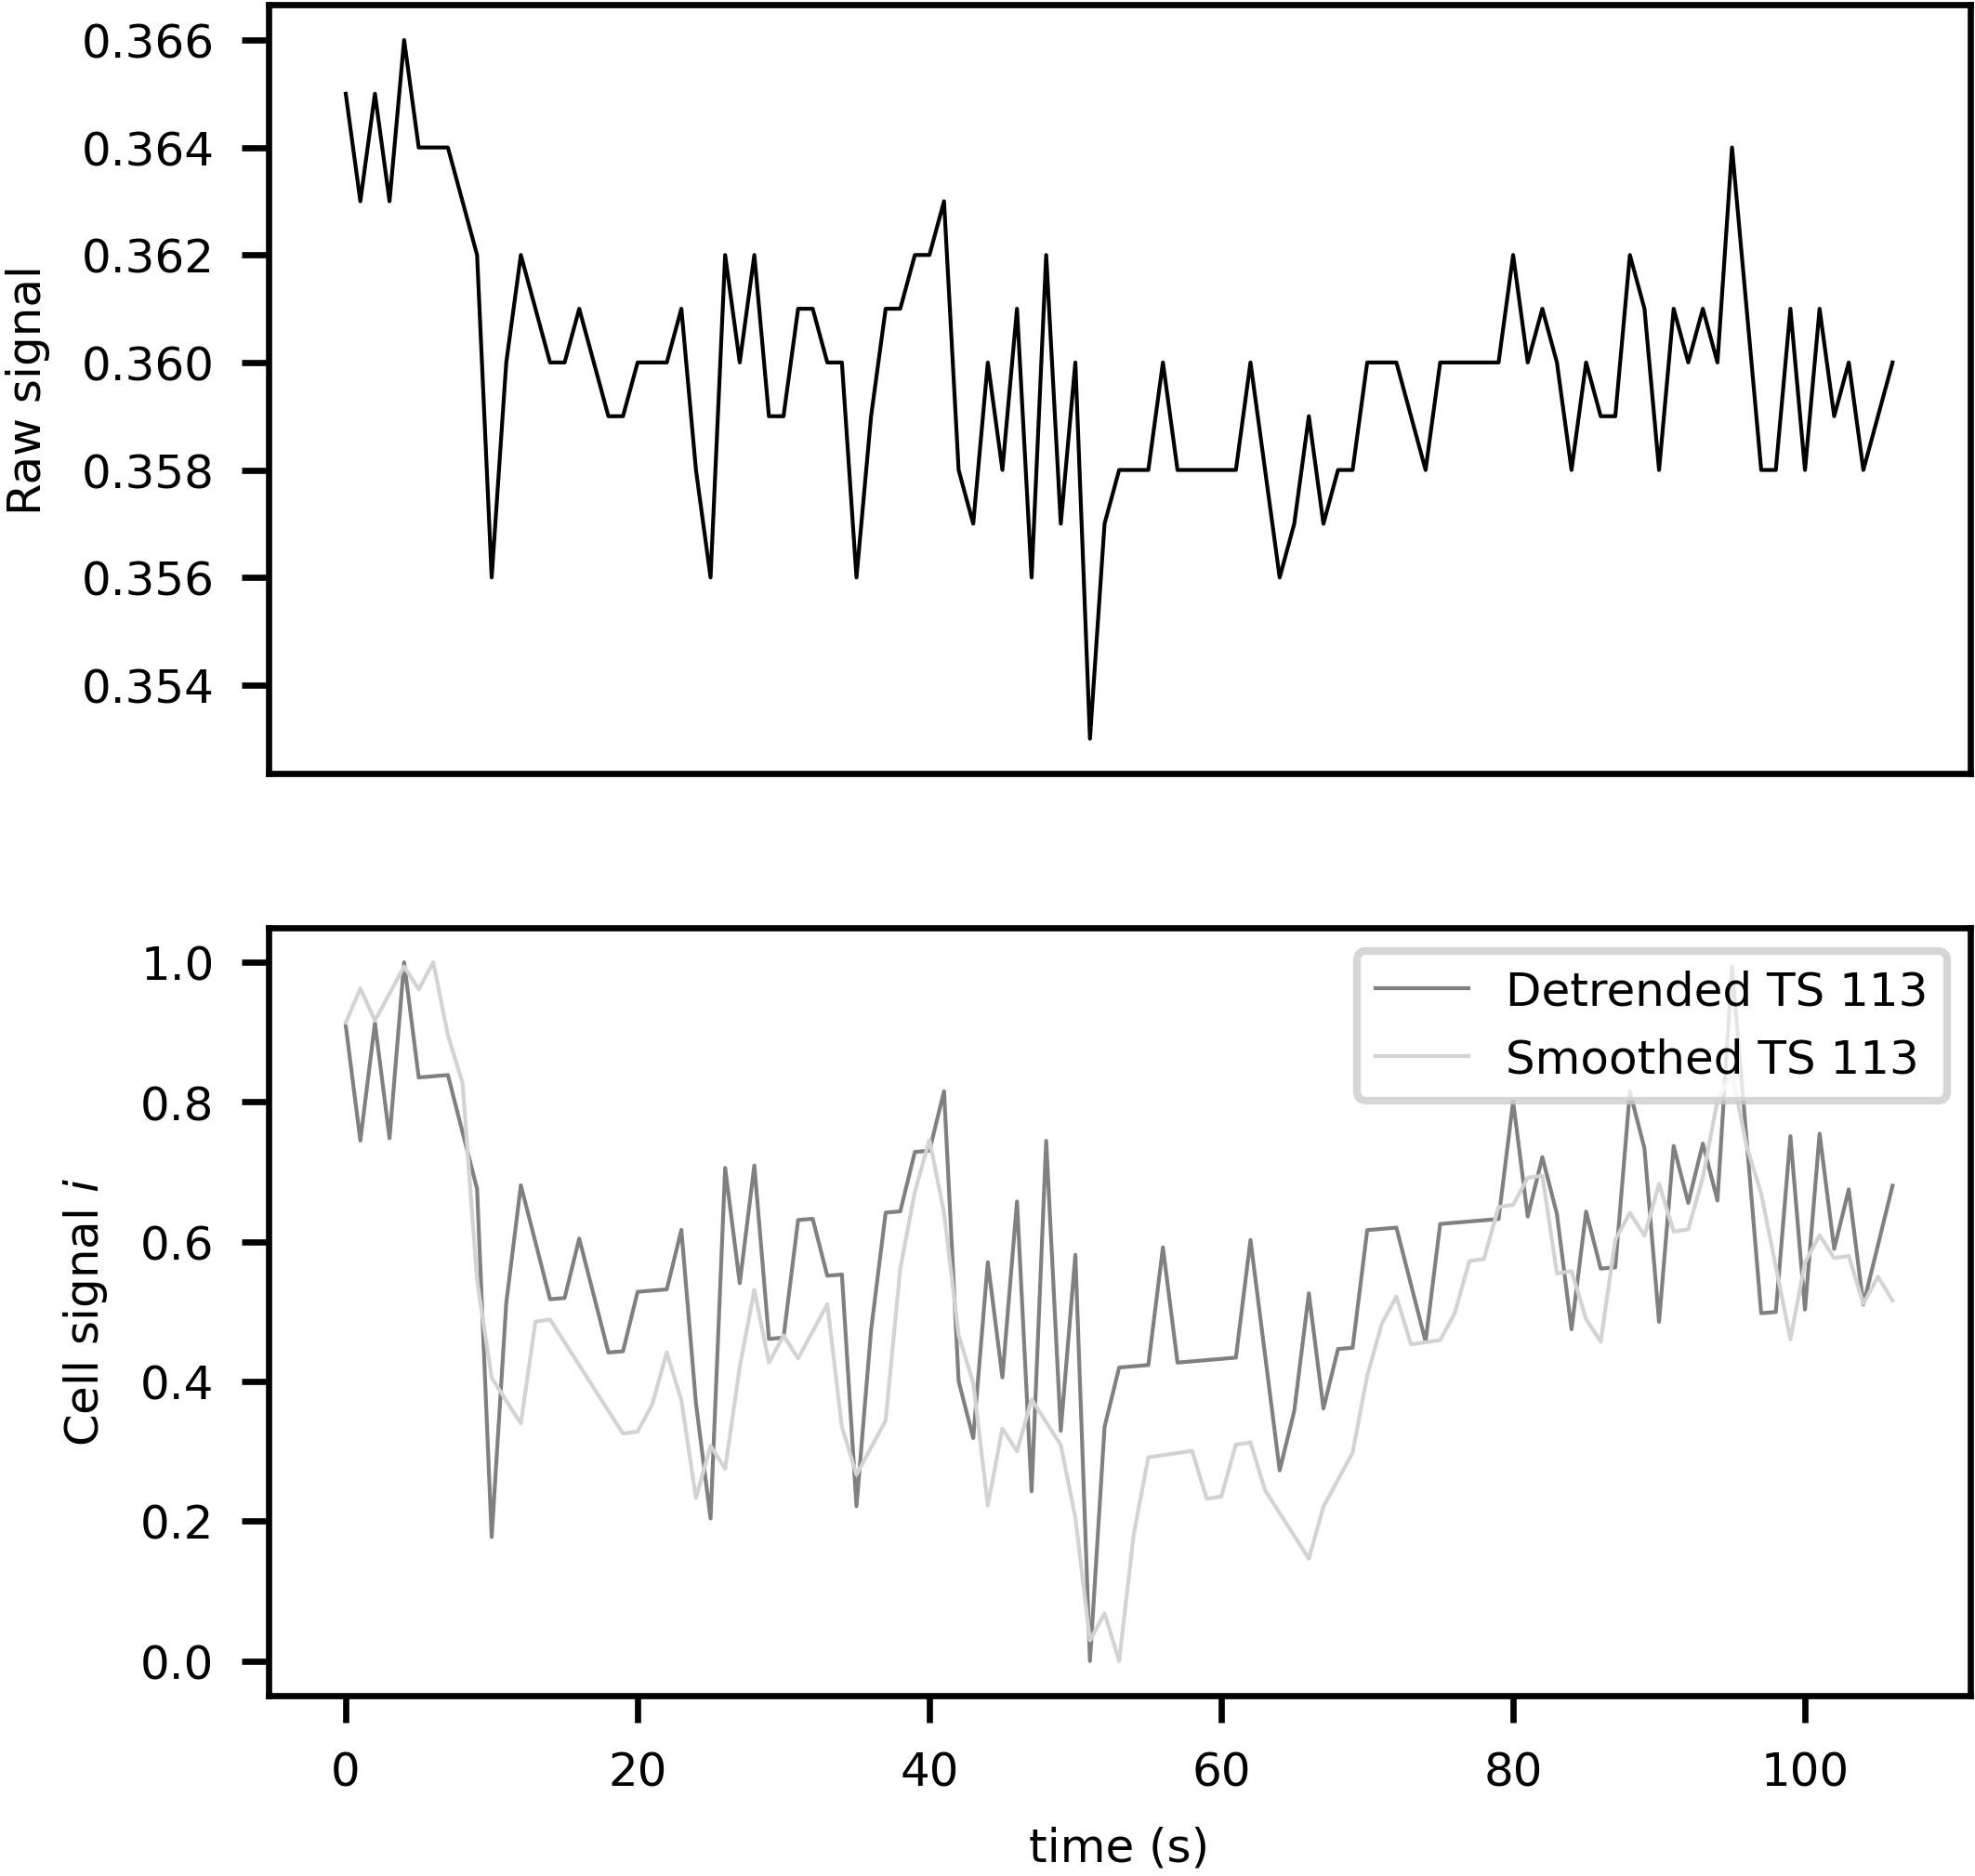 0.366
0.364
0.362
0.360
0.358
0.356
0.354
Raw signal
1.0
0.8
0.6
0.4
0.2
0.0
Cell signal i
Detrended TS 113
Smoothed TS 113
0 20 40 60 80 100
time (s)